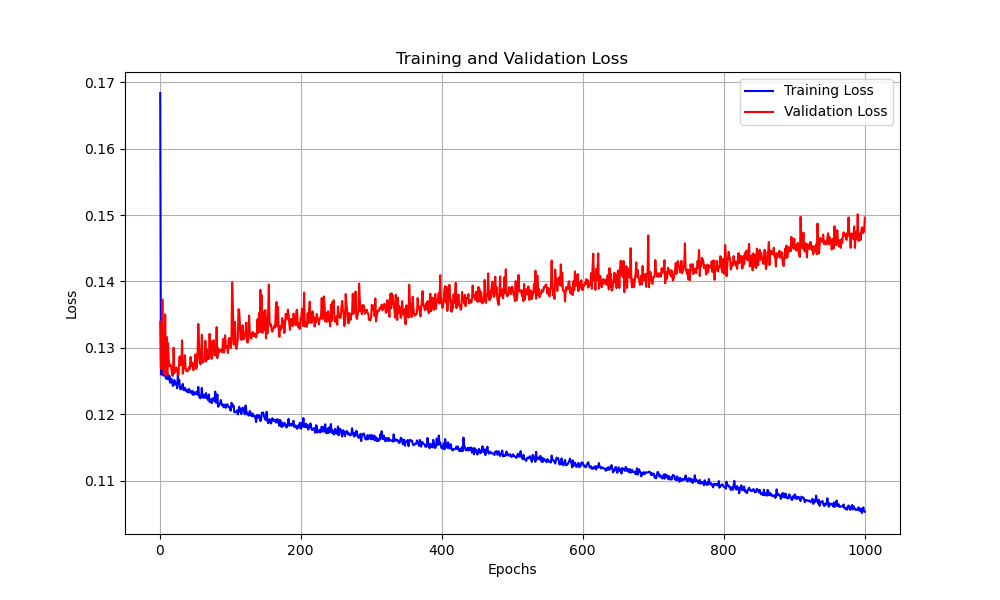 Training and Validation Loss
Training Loss
Validation Loss
0.17
0.16
0.15
0.14
0.13
0.12
0.11
Loss
0 200 400 600 800 1000
Epochs